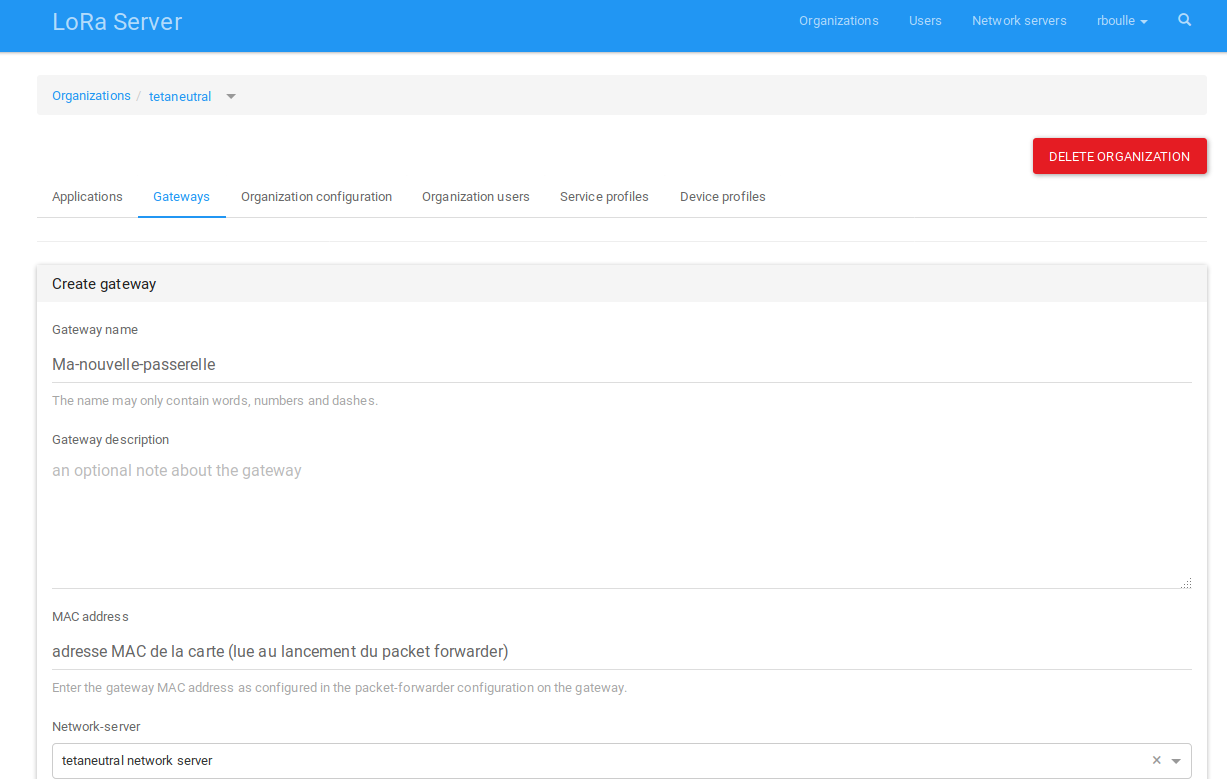 LoRa Server
Organizations Users Network servers rboulle
Organizations / tetaneutral
DELETE ORGANIZATION
Applications Gateways Organization configuration Organization users Service profiles Device profiles
Create gateway
Gateway name
Ma-nouvelle-passerelle
The name may only contain words, numbers and dashes.
Gateway description
an optional note about the gateway
MAC address
adresse MAC de la carte (lue au lancement du packet forwarder)
Enter the gateway MAC address as configured in the packet-forwarder configuration on the gateway.
Network-server
tetaneutral network server ×